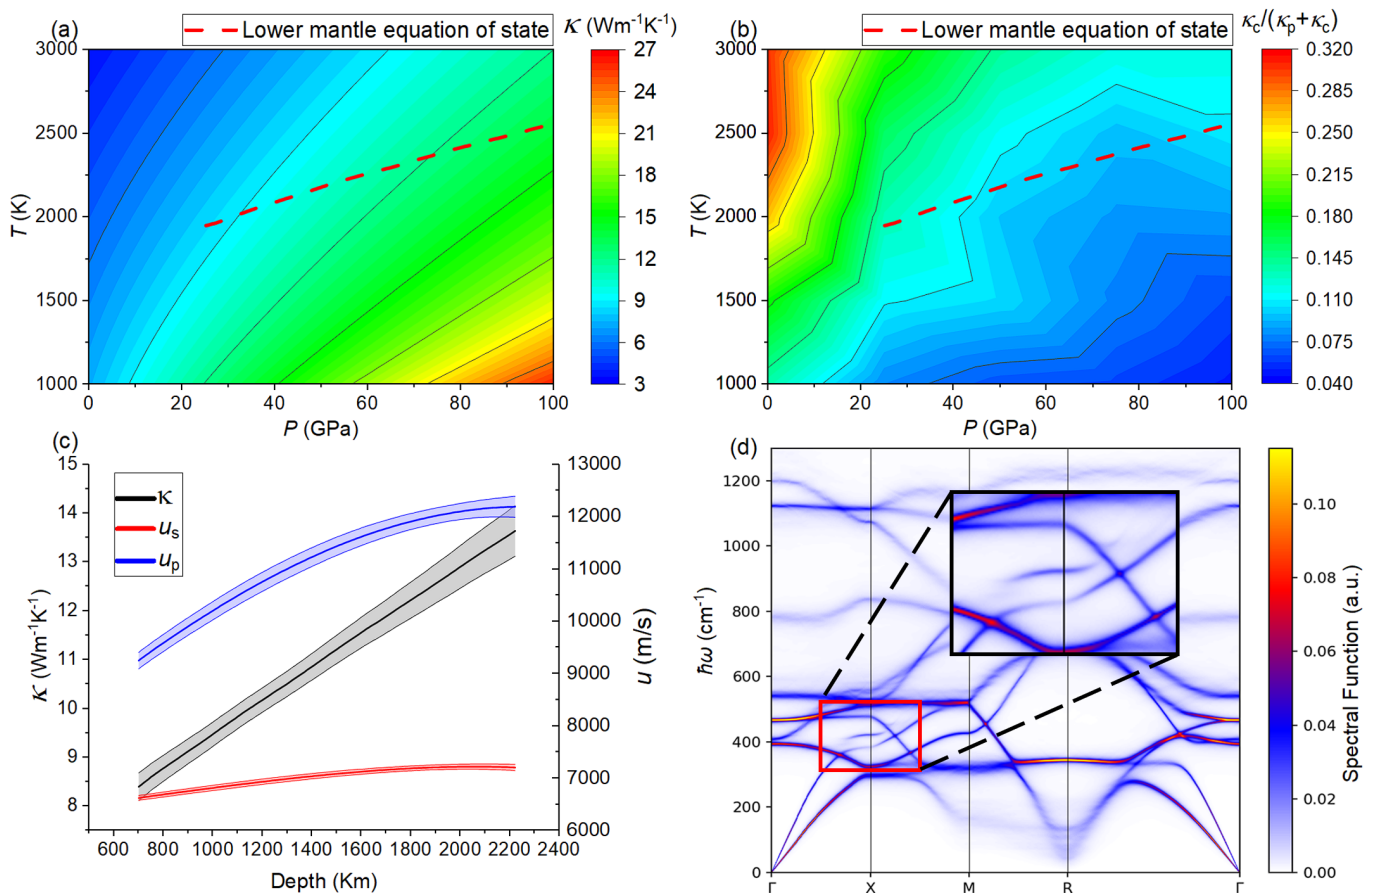 (a)
Lower mantle equation of state
κ (Wm-1K-1)
3000
2500
2000
1500
1000
T (K)
0 20 40 60 80 100
P (GPa)
27
24
21
18
15
12
9
6
3
(b)
Lower mantle equation of state
κc/(κp+κc)
3000
2500
2000
1500
1000
T (K)
0 20 40 60 80 100
P (GPa)
0.320
0.285
0.250
0.215
0.180
0.145
0.110
0.075
0.040
(c)
κ
us
up
15
14
13
12
11
10
9
8
κ (Wm-1K-1)
600 800 1000 1200 1400 1600 1800 2000 2200 2400
Depth (Km)
13000
12000
11000
10000
9000
8000
7000
6000
u (m/s)
(d)
1200
1000
800
600
400
200
0
ħω (cm-1)
Γ X M R Γ
0.10
0.08
0.06
0.04
0.02
0.00
Spectral Function (a.u.)